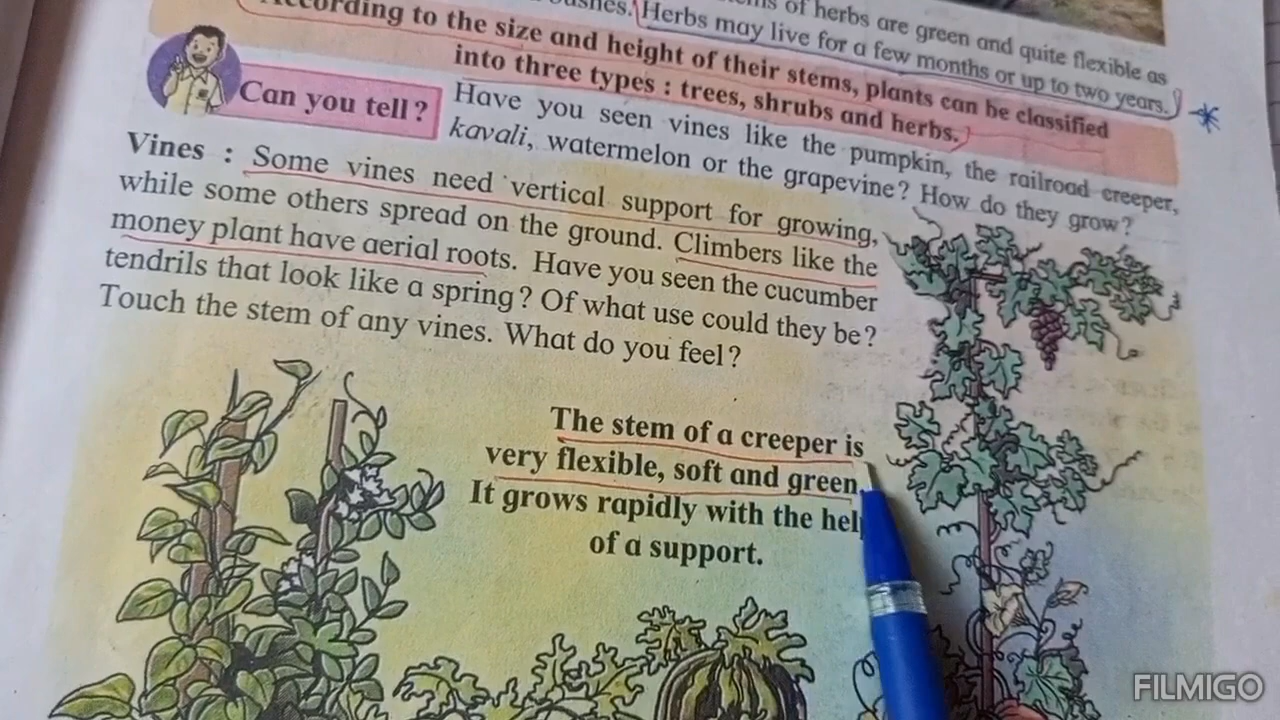 of herbs are green and quite flexible as
Herbs may live for a few months or up to two years.
According to the size and height of their stems, plants can be classified
into three types : trees, shrubs and herbs.
Can you tell ?
Have you seen vines like the pumpkin, the railroad creeper,
kavali, watermelon or the grapevine? How do they grow?
Vines : Some vines need vertical support for growing,
while some others spread on the ground. Climbers like the
money plant have aerial roots. Have you seen the cucumber
tendrils that look like a spring? Of what use could they be?
Touch the stem of any vines. What do you feel?
The stem of a creeper is
very flexible, soft and green
It grows rapidly with the help
of a support.
FILMIGO